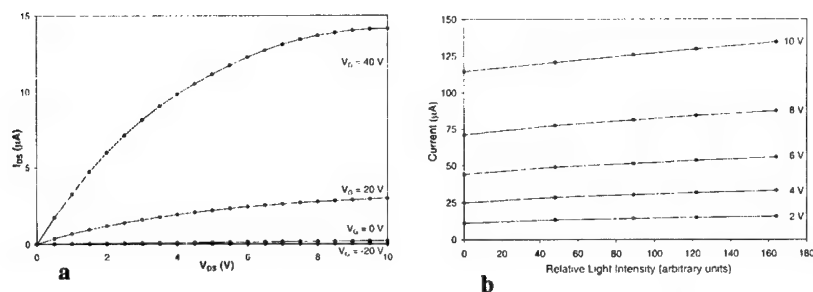 15
10
5
0
I_DS (μA)
V_G = 40 V
V_G = 20 V
V_G = 0 V
V_G = -20 V
0 2 4 6 8 10
V_DS (V)
a
150
125
100
75
50
25
0
Current (μA)
10 V
8 V
6 V
4 V
2 V
0 20 40 60 80 100 120 140 160 180
Relative Light Intensity (arbitrary units)
b